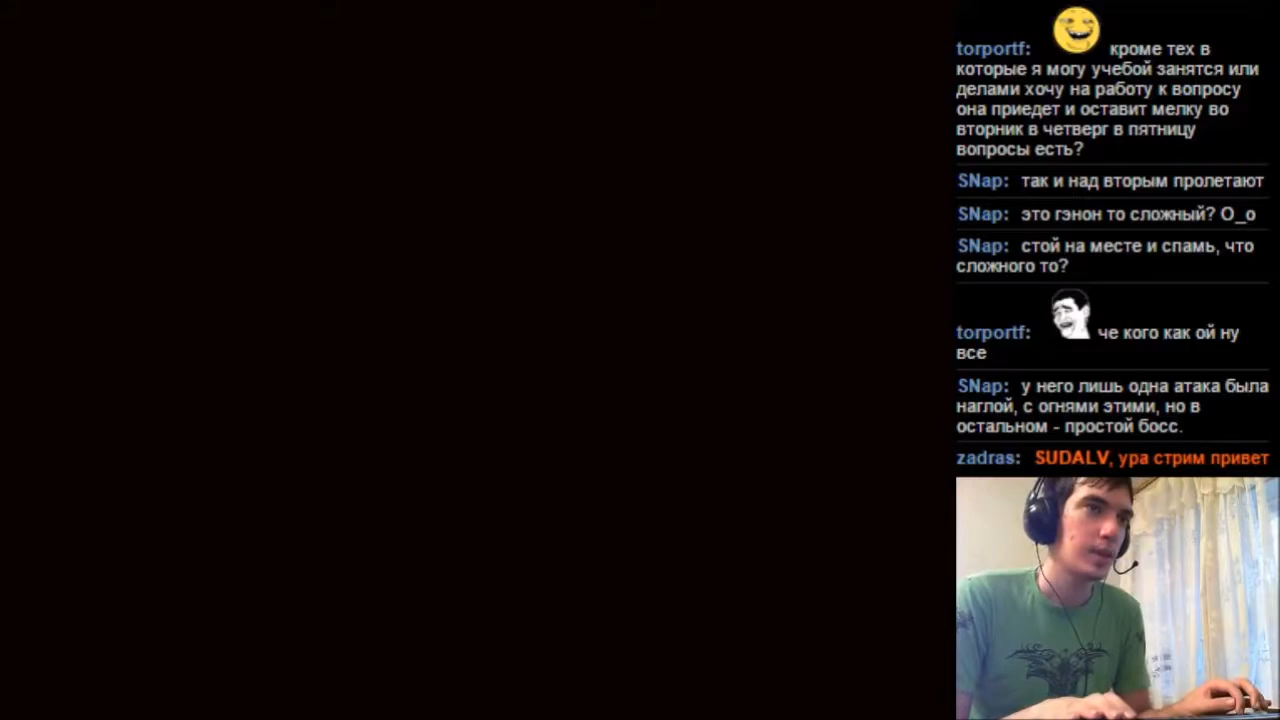 torportf: кроме тех в
которые я могу учебой занятся или
делами хочу на работу к вопросу
она приедет и оставит мелку во
вторник в четверг в пятницу
вопросы есть?
SNap: так и над вторым пролетают
SNap: это гэнон то сложный? O_o
SNap: стой на месте и спамь, что
сложного то?
torportf: че кого как ой ну
все
SNap: у него лишь одна атака была
наглой, с огнями этими, но в
остальном - простой босс.
zadras: SUDALV, ура стрим привет